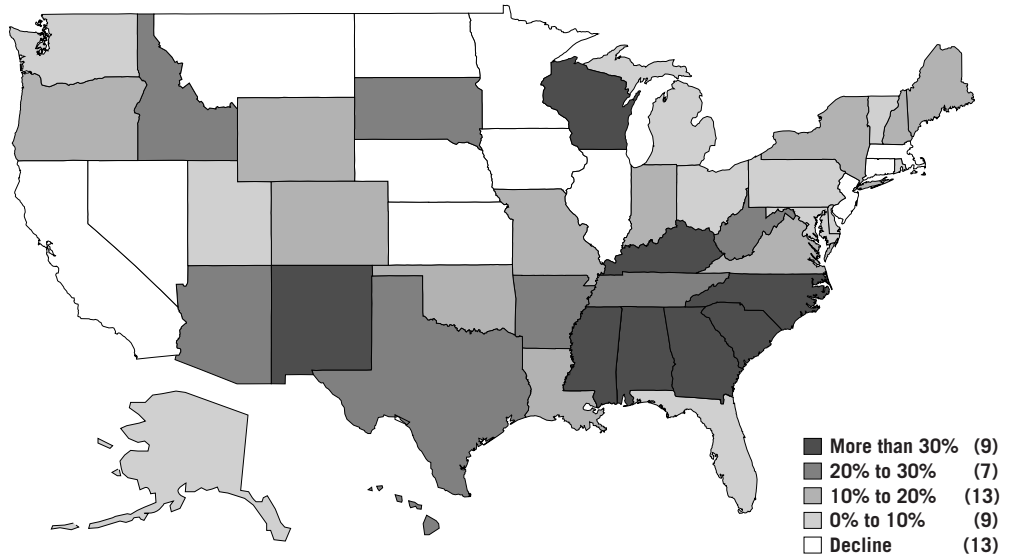 More than 30% (9)
20% to 30% (7)
10% to 20% (13)
0% to 10% (9)
Decline (13)